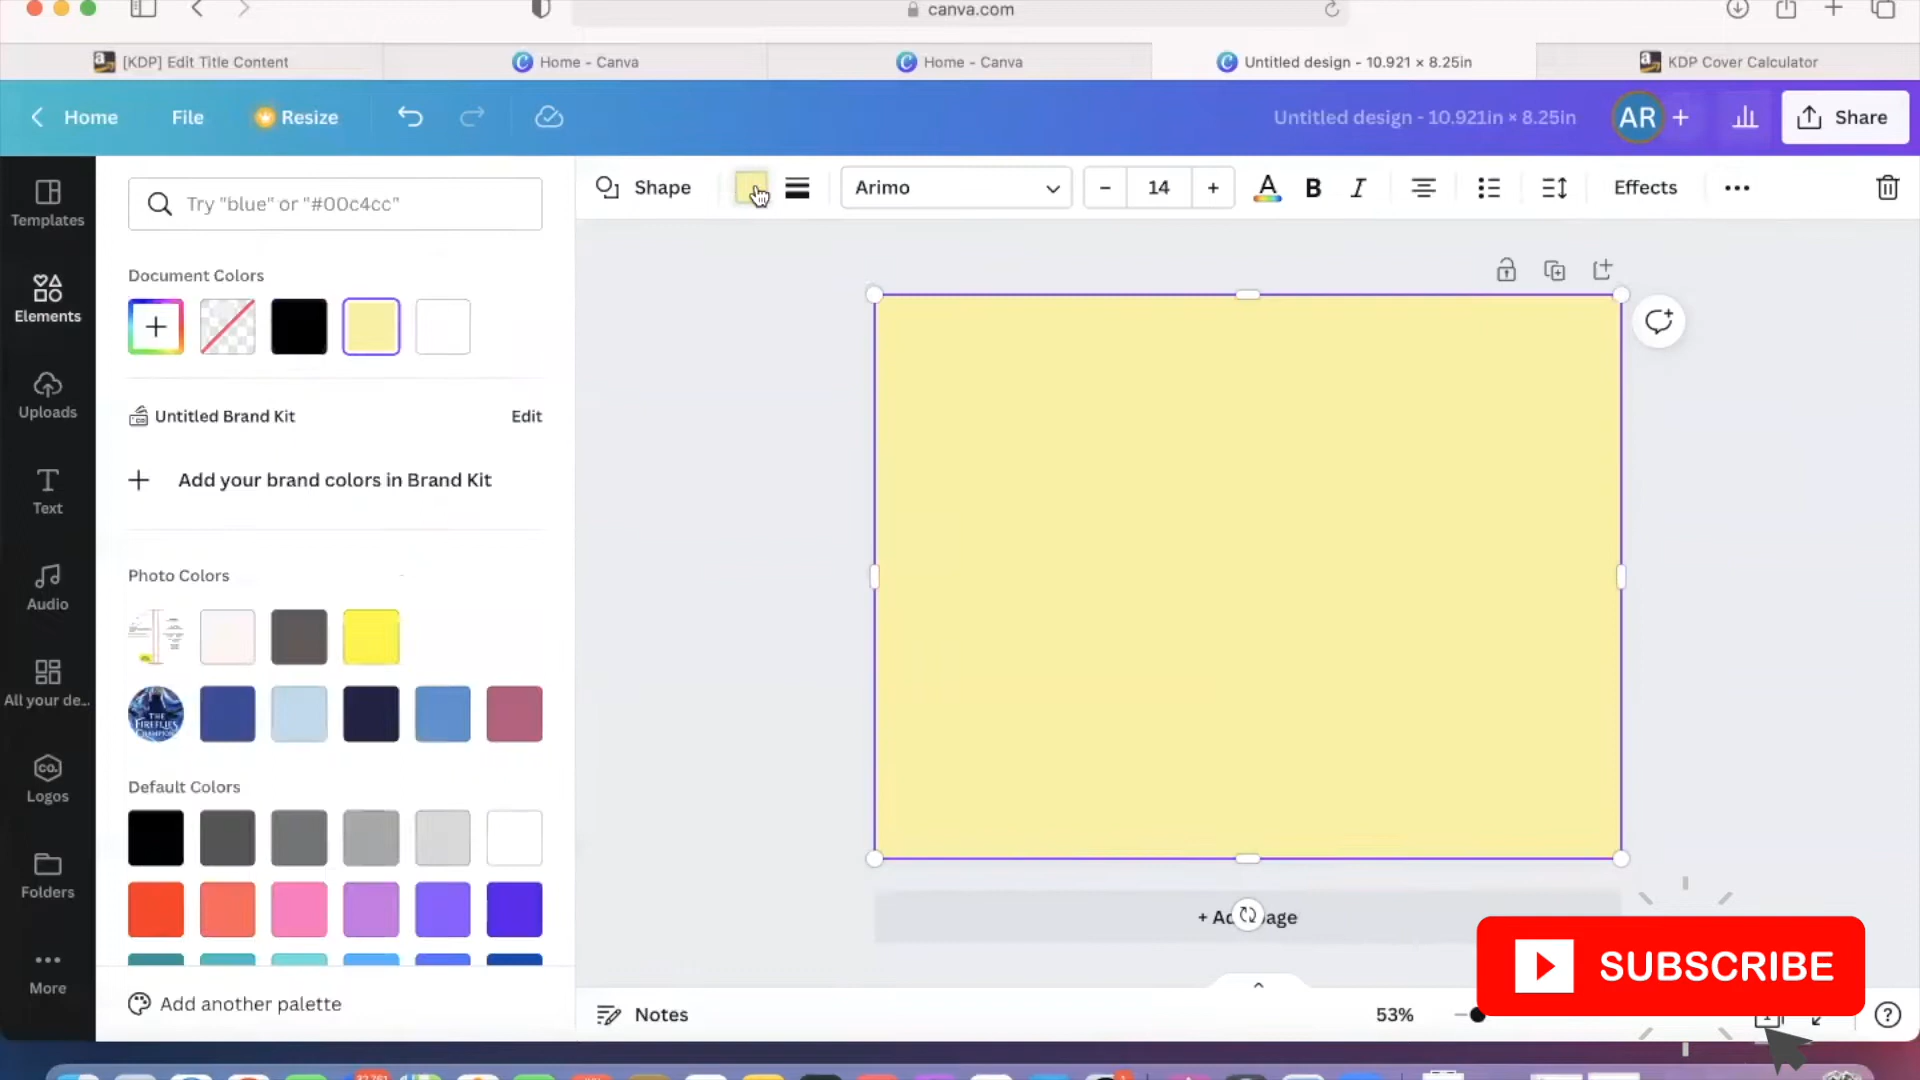 canva.com
[KDP] Edit Title Content
Home - Canva
Home - Canva
Untitled design - 10.921 × 8.25in
KDP Cover Calculator
Home
File
Resize
Untitled design - 10.921in × 8.25in
AR
Share
Templates
Elements
Uploads
Text
Audio
All your de...
Logos
Folders
More
Try "blue" or "#00c4cc"
Document Colors
Untitled Brand Kit
Edit
Add your brand colors in Brand Kit
Photo Colors
THE
FIREFLIES
CHAMPION
Default Colors
Add another palette
Shape
Arimo
14
A
B
I
Effects
Notes
53%
SUBSCRIBE